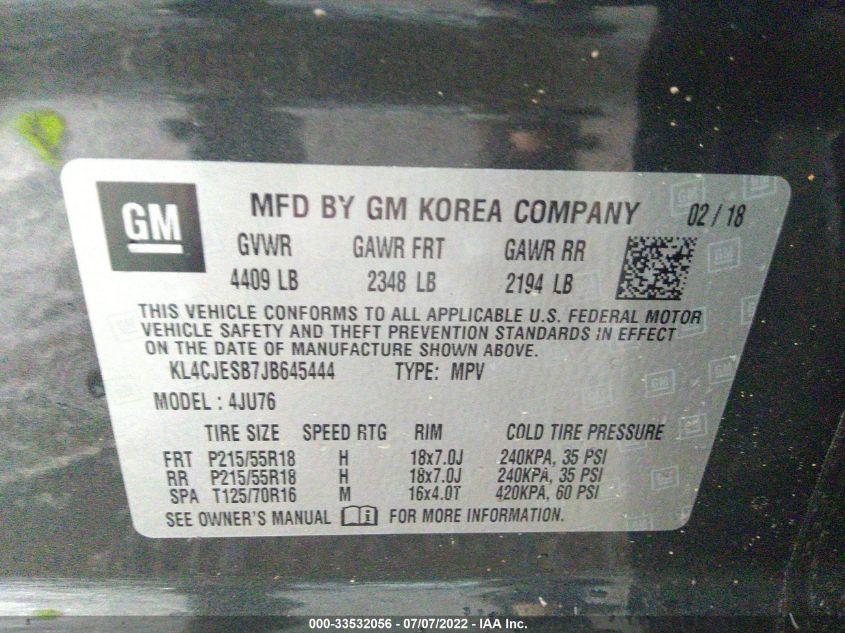 GM MFD BY GM KOREA COMPANY 02 / 18
GVWR GAWR FRT GAWR RR
4409 LB 2348 LB 2194 LB
THIS VEHICLE CONFORMS TO ALL APPLICABLE U.S. FEDERAL MOTOR
VEHICLE SAFETY AND THEFT PREVENTION STANDARDS IN EFFECT
ON THE DATE OF MANUFACTURE SHOWN ABOVE.
KL4CJESB7JB645444 TYPE: MPV
MODEL : 4JU76
TIRE SIZE SPEED RTG RIM COLD TIRE PRESSURE
FRT P215/55R18 H 18x7.0J 240KPA, 35 PSI
RR P215/55R18 H 18x7.0J 240KPA, 35 PSI
SPA T125/70R16 M 16x4.0T 420KPA, 60 PSI
SEE OWNER'S MANUAL FOR MORE INFORMATION.
000-33532056 - 07/07/2022 - IAA Inc.